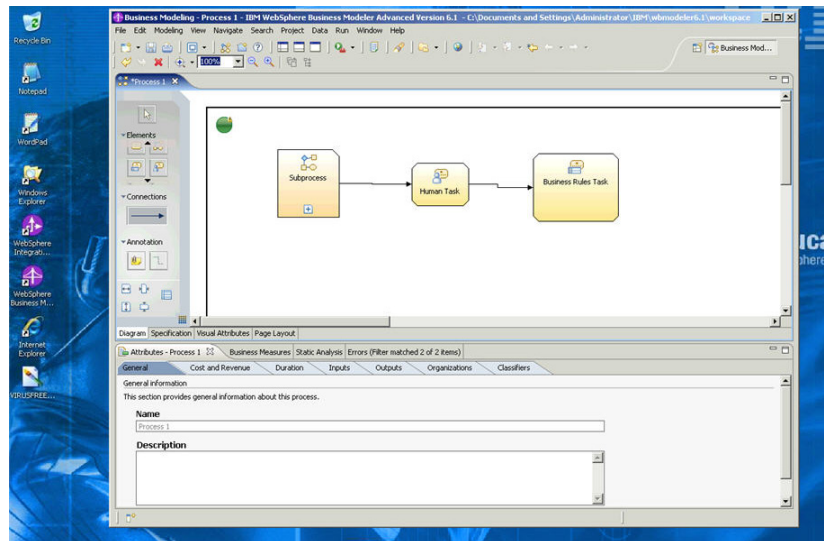 Business Modeling - Process 1 - IBM WebSphere Business Modeler Advanced Version 6.1 - C:\Documents and Settings\Administrator\IBM\wbmodeler6.1\workspace
File Edit Modeling View Navigate Search Project Data Run Window Help
Business Mod...
100%
*Process 1
Elements
Connections
Annotation
Subprocess
Human Task
Business Rules Task
Diagram Specification Visual Attributes Page Layout
Attributes - Process 1 Business Measures Static Analysis Errors (Filter matched 2 of 2 items)
General Cost and Revenue Duration Inputs Outputs Organizations Classifiers
General information
This section provides general information about this process.
Name
Process 1
Description
Recycle Bin
Notepad
WordPad
Windows
Explorer
WebSphere
Integrati...
WebSphere
Business M...
Internet
Explorer
VIRUSFREE...
uca
phere